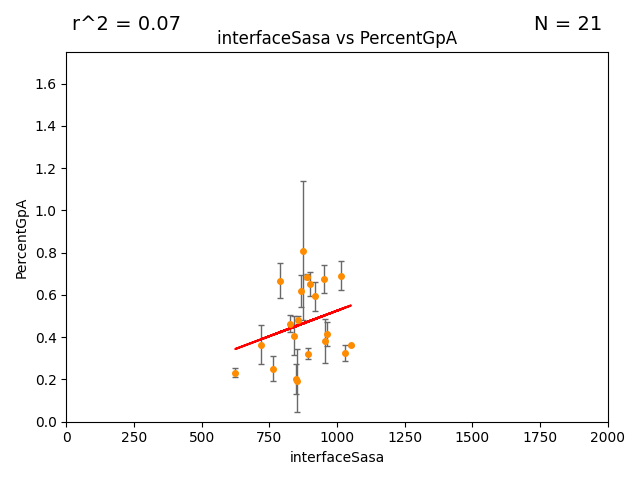 r^2 = 0.07
N = 21
interfaceSasa vs PercentGpA
PercentGpA
1.6
1.4
1.2
1.0
0.8
0.6
0.4
0.2
0.0
0 250 500 750 1000 1250 1500 1750 2000
interfaceSasa